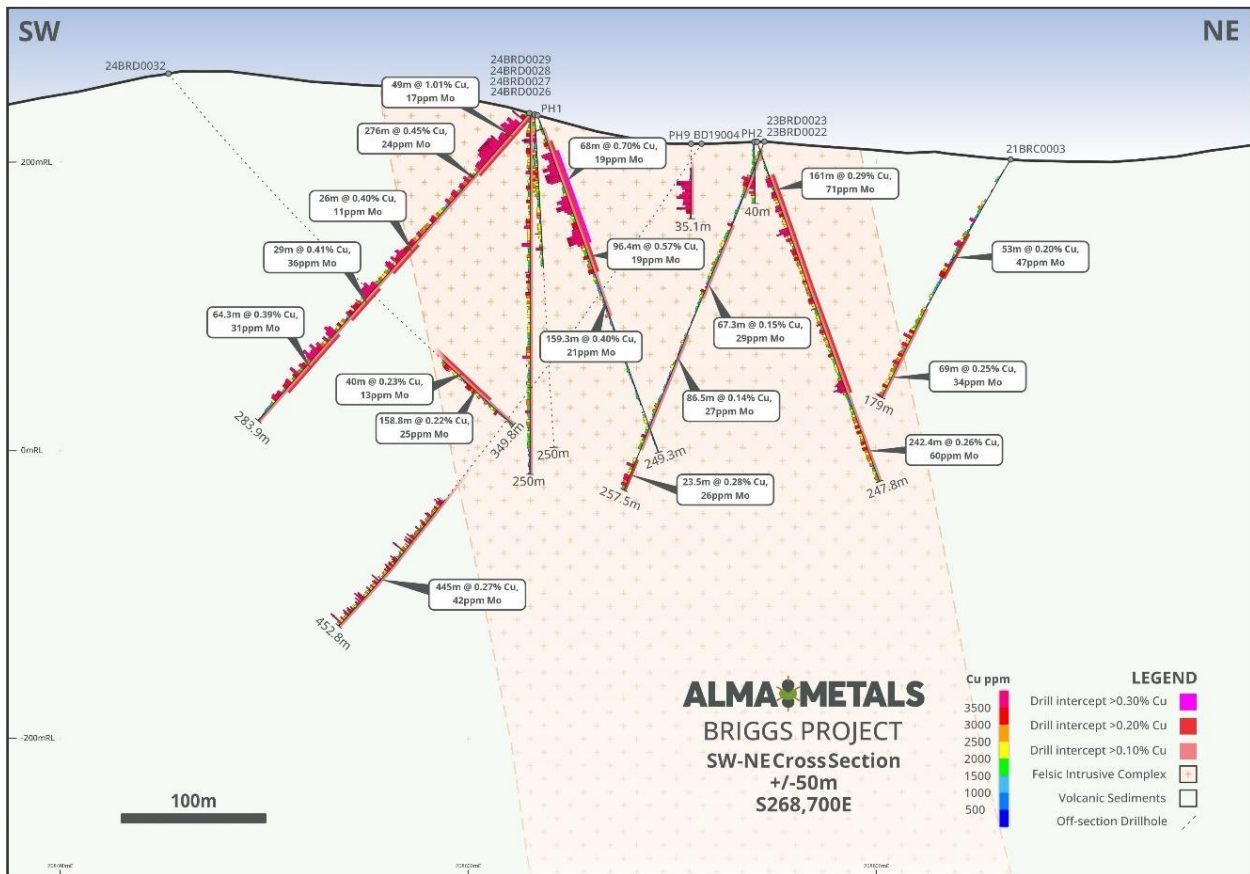 SW
NE
24BRD0032
24BRD0029
24BRD0028
24BRD0027
24BRD0026
PH1
PH9 BD19004 PH2
23BRD0023
23BRD0022
21BRC0003
49m @ 1.01% Cu,
17ppm Mo
276m @ 0.45% Cu,
24ppm Mo
26m @ 0.40% Cu,
11ppm Mo
29m @ 0.41% Cu,
36ppm Mo
64.3m @ 0.39% Cu,
31ppm Mo
283.9m
68m @ 0.70% Cu,
19ppm Mo
96.4m @ 0.57% Cu,
19ppm Mo
159.3m @ 0.40% Cu,
21ppm Mo
35.1m
40m
161m @ 0.29% Cu,
71ppm Mo
53m @ 0.20% Cu,
47ppm Mo
67.3m @ 0.15% Cu,
29ppm Mo
86.5m @ 0.14% Cu,
27ppm Mo
69m @ 0.25% Cu,
34ppm Mo
179m
40m @ 0.23% Cu,
13ppm Mo
158.8m @ 0.22% Cu,
25ppm Mo
349.8m
250m
250m
249.3m
257.5m
23.5m @ 0.28% Cu,
26ppm Mo
242.4m @ 0.26% Cu,
60ppm Mo
247.8m
445m @ 0.27% Cu,
42ppm Mo
452.8m
200mRL
0mRL
-200mRL
100m
ALMA METALS
BRIGGS PROJECT
SW-NE Cross Section
+/-50m
S268,700E
Cu ppm
3500
3000
2500
2000
1500
1000
500
LEGEND
Drill intercept >0.30% Cu
Drill intercept >0.20% Cu
Drill intercept >0.10% Cu
Felsic Intrusive Complex
Volcanic Sediments
Off-section Drillhole